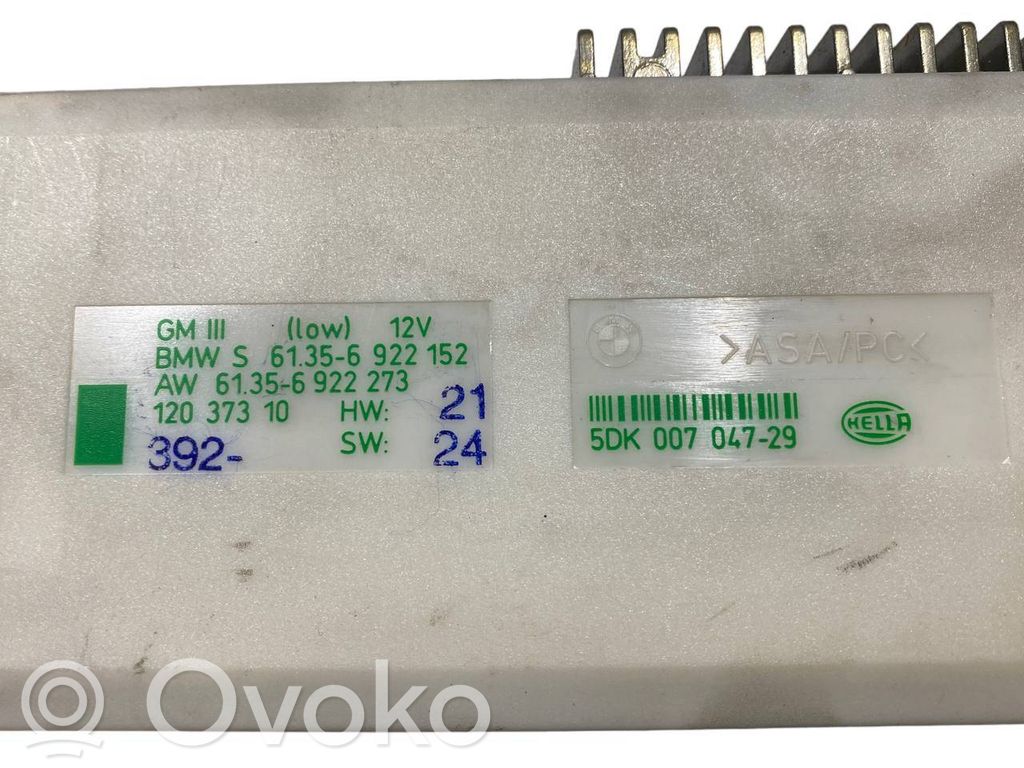 GM III (low) 12V
BMW S 61.35-6 922 152
AW 61.35-6 922 273
120 373 10 HW: 21
392- SW: 24
>ASA/PC<
5DK 007 047-29
HELLA
Ovoko